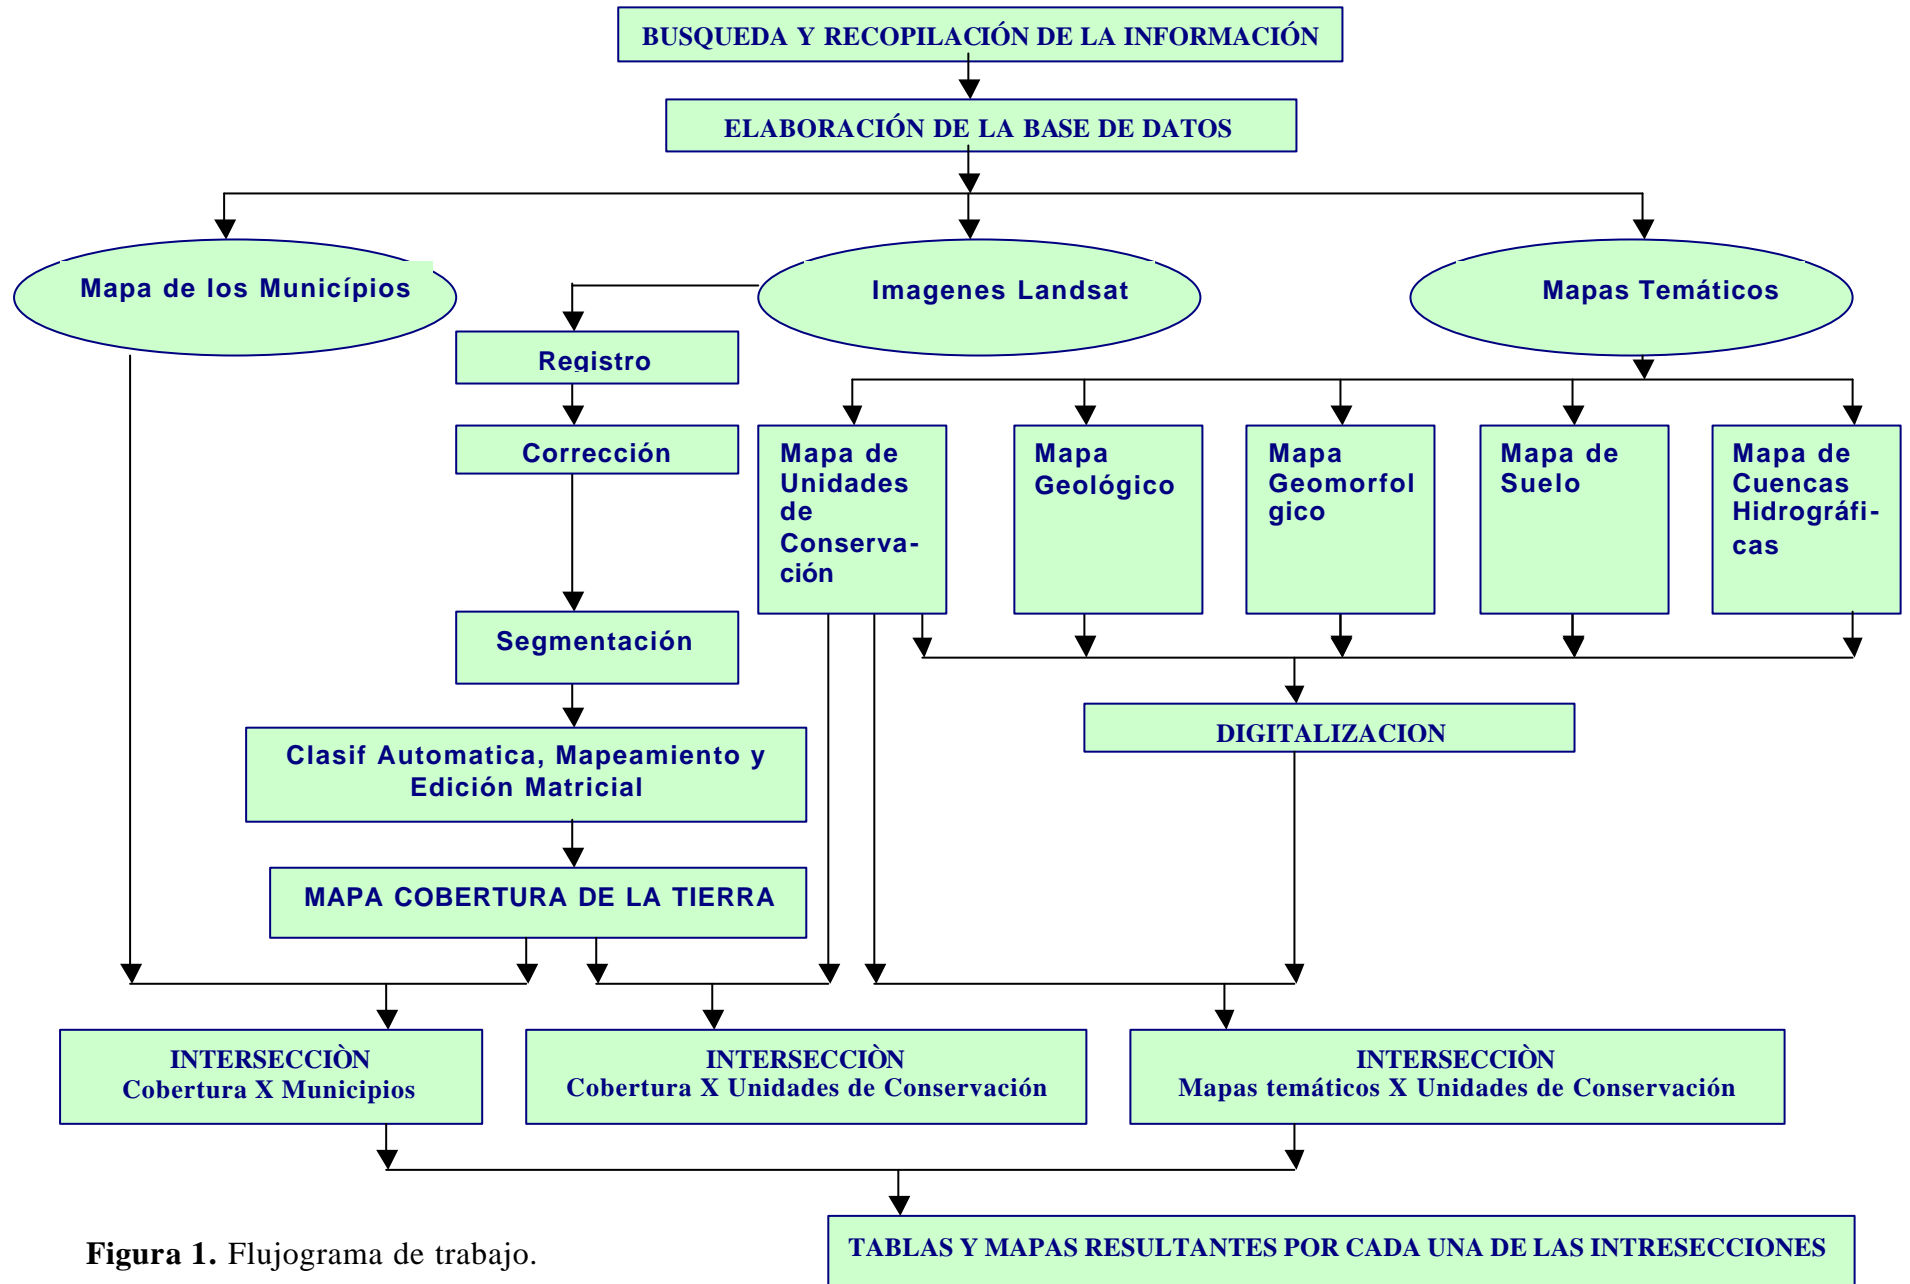 BUSQUEDA Y RECOPILACIÓN DE LA INFORMACIÓN
ELABORACIÓN DE LA BASE DE DATOS
Mapa de los Municípios
Imagenes Landsat
Mapas Temáticos
Registro
Corrección
Segmentación
Clasif Automatica, Mapeamiento y
Edición Matricial
MAPA COBERTURA DE LA TIERRA
Mapa de
Unidades
de
Conserva-
ción
Mapa
Geológico
Mapa
Geomorfol
gico
Mapa de
Suelo
Mapa de
Cuencas
Hidrográfi-
cas
DIGITALIZACION
INTERSECCIÒN
Cobertura X Municipios
INTERSECCIÒN
Cobertura X Unidades de Conservación
INTERSECCIÒN
Mapas temáticos X Unidades de Conservación
TABLAS Y MAPAS RESULTANTES POR CADA UNA DE LAS INTRESECCIONES
Figura 1. Flujograma de trabajo.